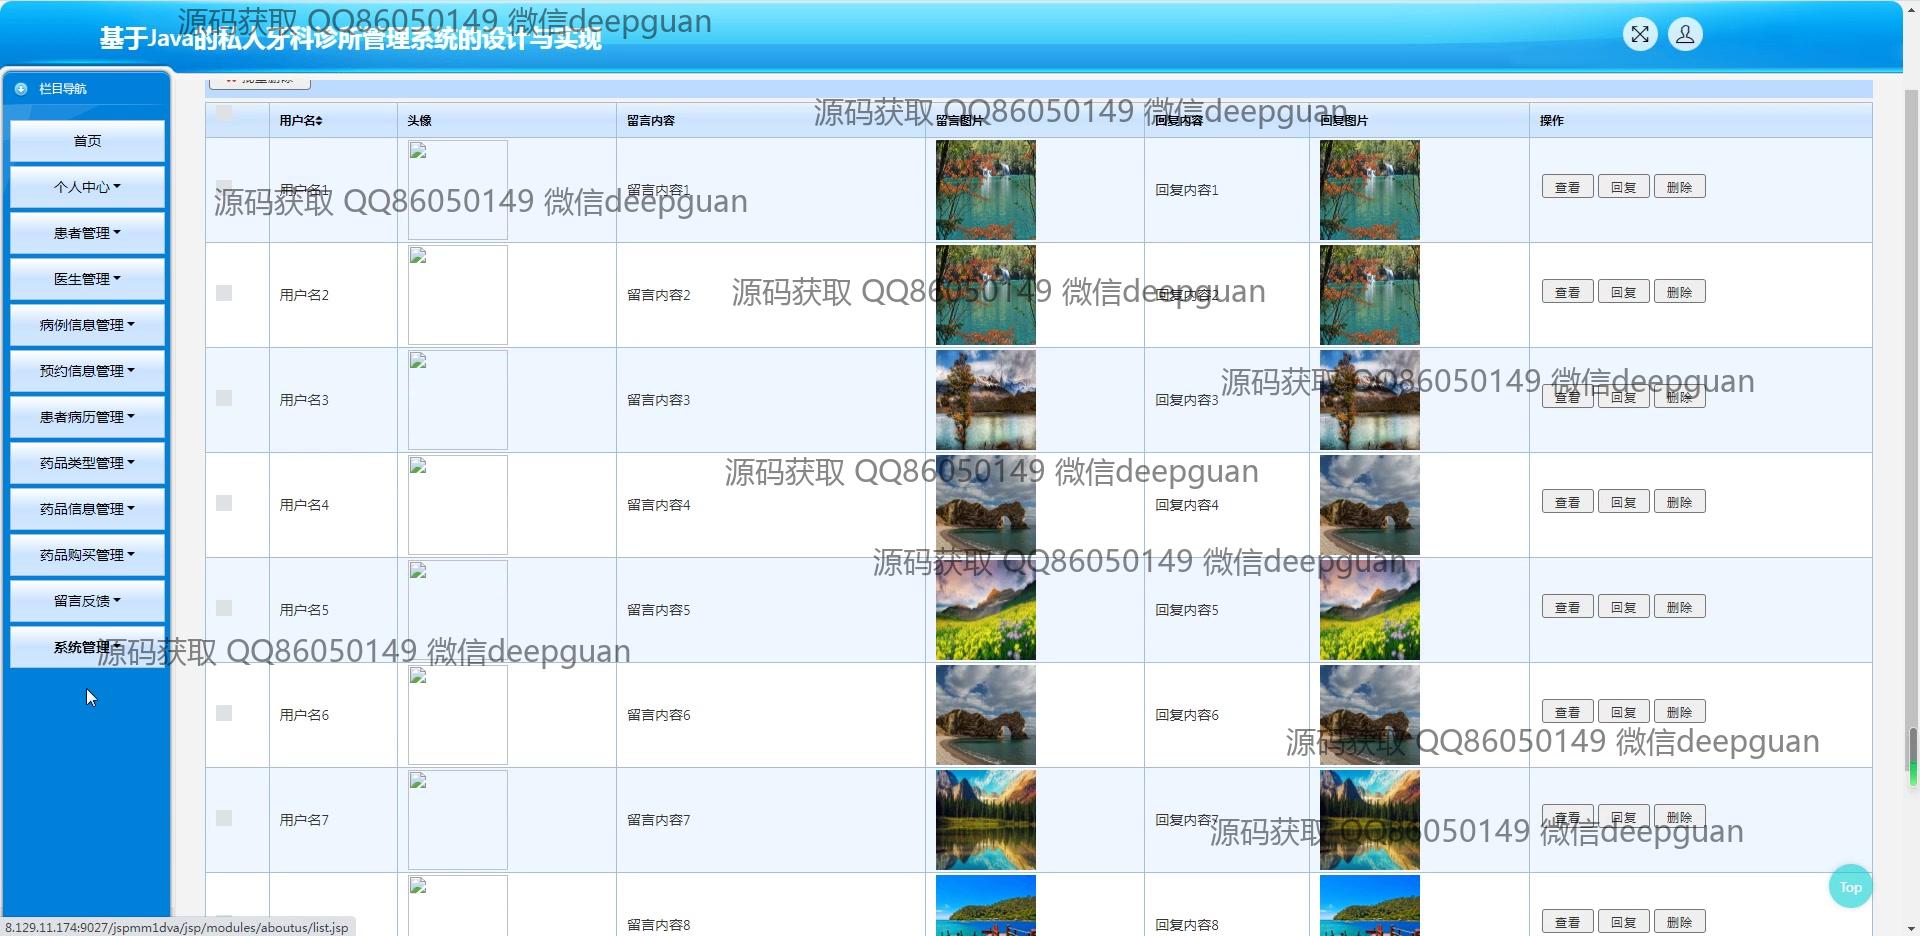 基于Java的私人牙科诊所管理系统的设计与实现
源码获取 QQ86050149 微信deepguan
栏目导航
首页
个人中心
患者管理
医生管理
病例信息管理
预约信息管理
患者病历管理
药品类型管理
药品信息管理
药品购买管理
留言反馈
系统管理
批量删除
用户名 头像 留言内容 留言图片 回复内容 回复图片 操作
源码获取 QQ86050149 微信deepguan
用户名1 留言内容1 回复内容1 查看 回复 删除
源码获取 QQ86050149 微信deepguan
用户名2 留言内容2 回复内容2 查看 回复 删除
源码获取 QQ86050149 微信deepguan
用户名3 留言内容3 回复内容3 查看 回复 删除
源码获取 QQ86050149 微信deepguan
用户名4 留言内容4 回复内容4 查看 回复 删除
源码获取 QQ86050149 微信deepguan
用户名5 留言内容5 回复内容5 查看 回复 删除
源码获取 QQ86050149 微信deepguan
用户名6 留言内容6 回复内容6 查看 回复 删除
源码获取 QQ86050149 微信deepguan
用户名7 留言内容7 回复内容7 查看 回复 删除
源码获取 QQ86050149 微信deepguan
留言内容8 回复内容8 查看 回复 删除
源码获取 QQ86050149 微信deepguan
Top
8.129.11.174:9027/jspmm1dva/jsp/modules/aboutus/list.jsp